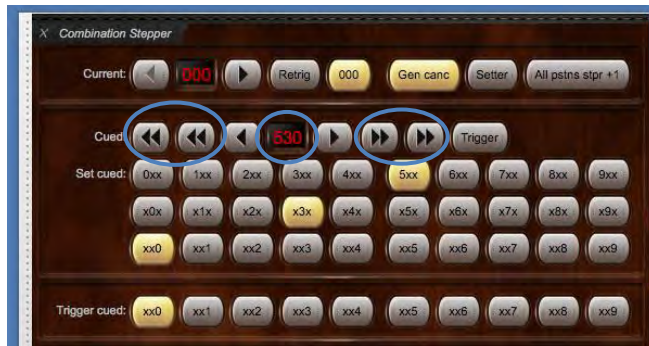 X Combination Stepper
Current: 000 Retrig 000 Gen canc Setter All pstns stpr +1
Cued: 530 Trigger
Set cued: 0xx 1xx 2xx 3xx 4xx 5xx 6xx 7xx 8xx 9xx
x0x x1x x2x x3x x4x x5x x6x x7x x8x x9x
xx0 xx1 xx2 xx3 xx4 xx5 xx6 xx7 xx8 xx9
Trigger cued: xx0 xx1 xx2 xx3 xx4 xx5 xx6 xx7 xx8 xx9